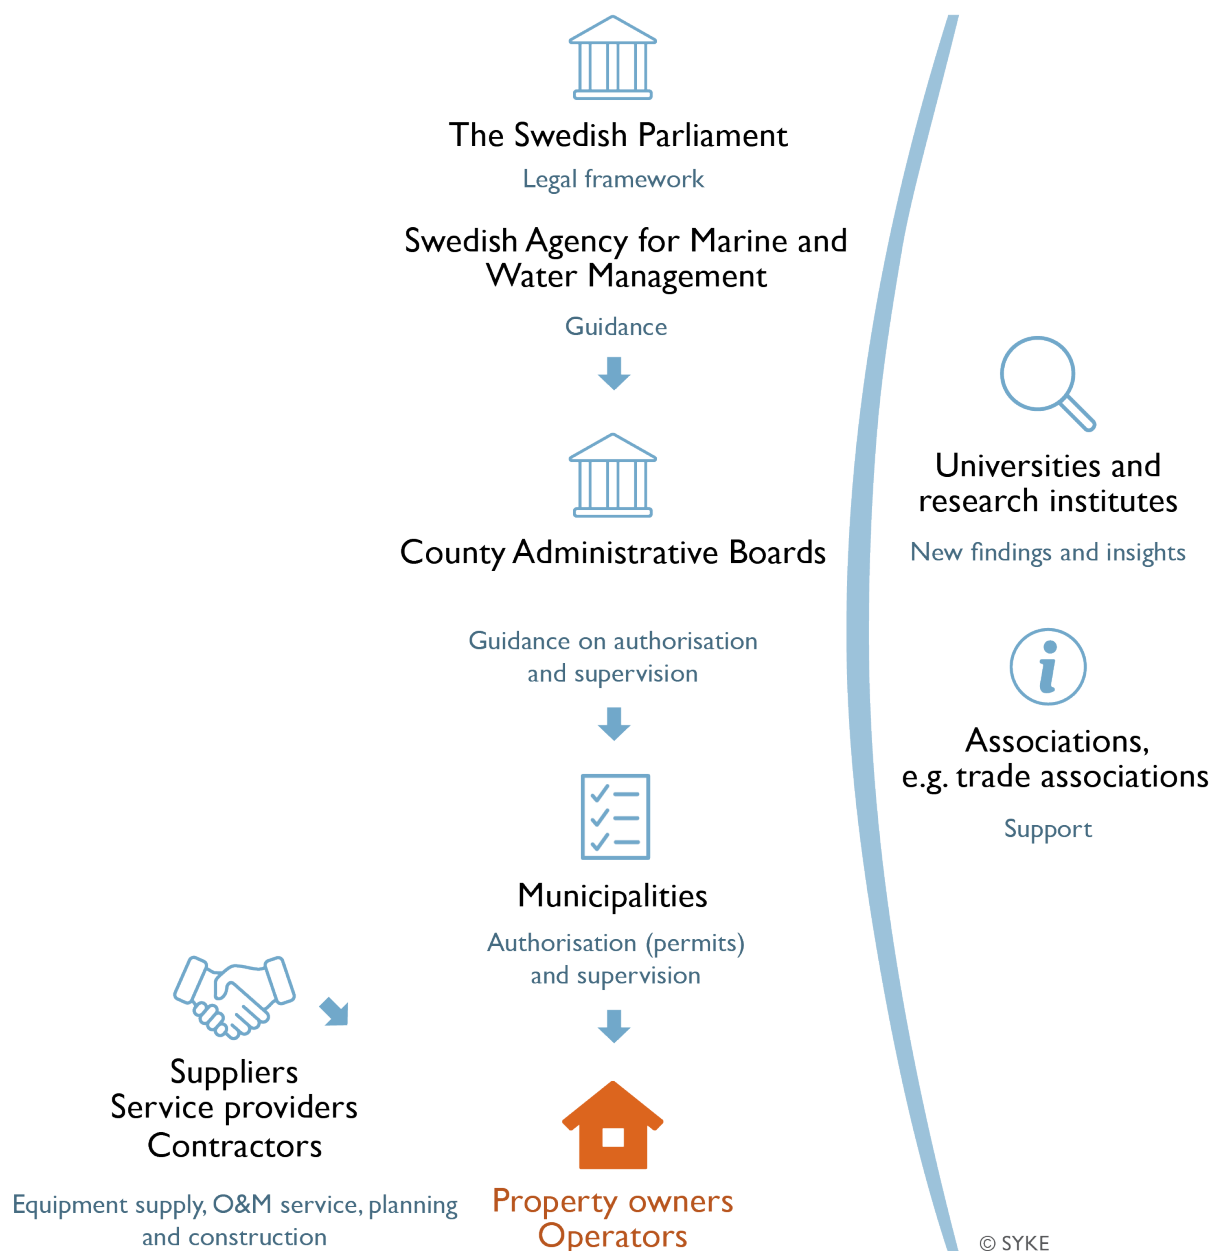 The Swedish Parliament
Legal framework
Swedish Agency for Marine and
Water Management
Guidance
County Administrative Boards
Guidance on authorisation
and supervision
Municipalities
Authorisation (permits)
and supervision
Suppliers
Service providers
Contractors
Equipment supply, O&M service, planning
and construction
Property owners
Operators
Universities and
research institutes
New findings and insights
Associations,
e.g. trade associations
Support
© SYKE